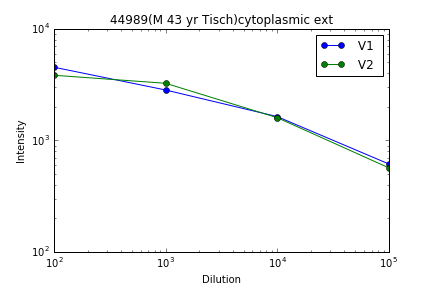 44989(M 43 yr Tisch)cytoplasmic ext
10^4
V1
V2
10^3
Intensity
10^2
10^2 10^3 10^4 10^5
Dilution